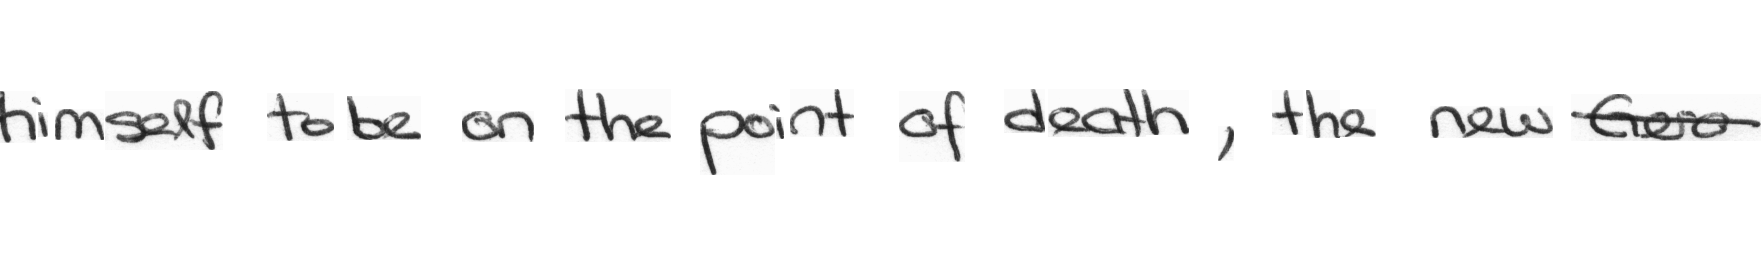 himself to be on the point of death, the new